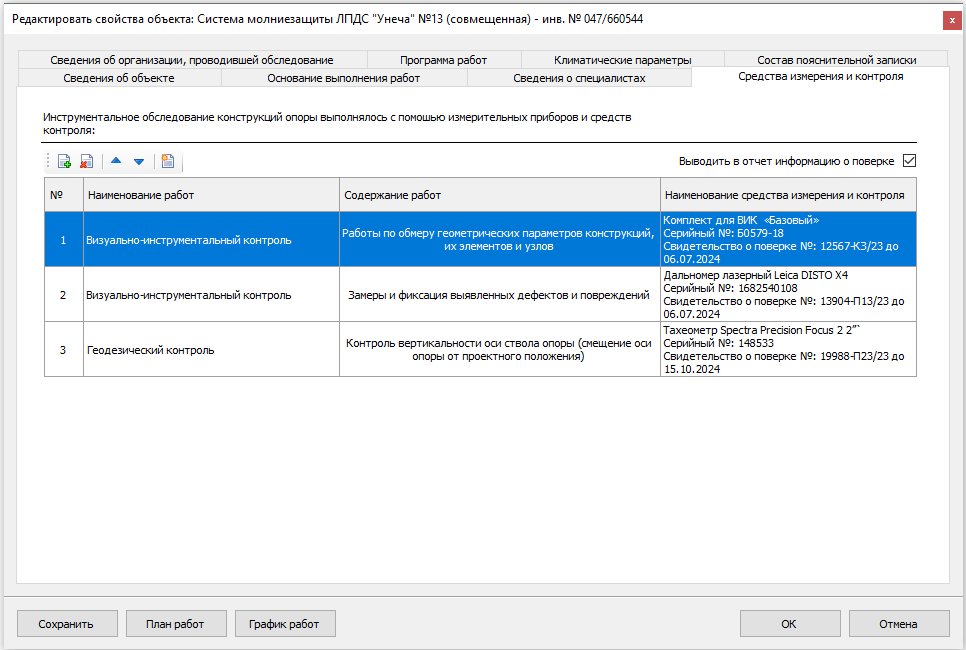 Редактировать свойства объекта: Система молниезащиты ЛПДС "Унеча" №13 (совмещенная) - инв. № 047/660544
x
Сведения об организации, проводившей обследование
Программа работ
Климатические параметры
Состав пояснительной записки
Сведения об объекте
Основание выполнения работ
Сведения о специалистах
Средства измерения и контроля
Инструментальное обследование конструкций опоры выполнялось с помощью измерительных приборов и средств
контроля:
Выводить в отчет информацию о поверке
№
Наименование работ
Содержание работ
Наименование средства измерения и контроля
1
Визуально-инструментальный контроль
Работы по обмеру геометрических параметров конструкций,
их элементов и узлов
Комплект для ВИК «Базовый»
Серийный №: Б0579-18
Свидетельство о поверке №: 12567-КЗ/23 до
06.07.2024
2
Визуально-инструментальный контроль
Замеры и фиксация выявленных дефектов и повреждений
Дальномер лазерный Leica DISTO X4
Серийный №: 1682540108
Свидетельство о поверке №: 13904-П13/23 до
06.07.2024
3
Геодезический контроль
Контроль вертикальности оси ствола опоры (смещение оси
опоры от проектного положения)
Тахеометр Spectra Precision Focus 2 2”`
Серийный №: 148533
Свидетельство о поверке №: 19988-П23/23 до
15.10.2024
Сохранить
План работ
График работ
ОК
Отмена